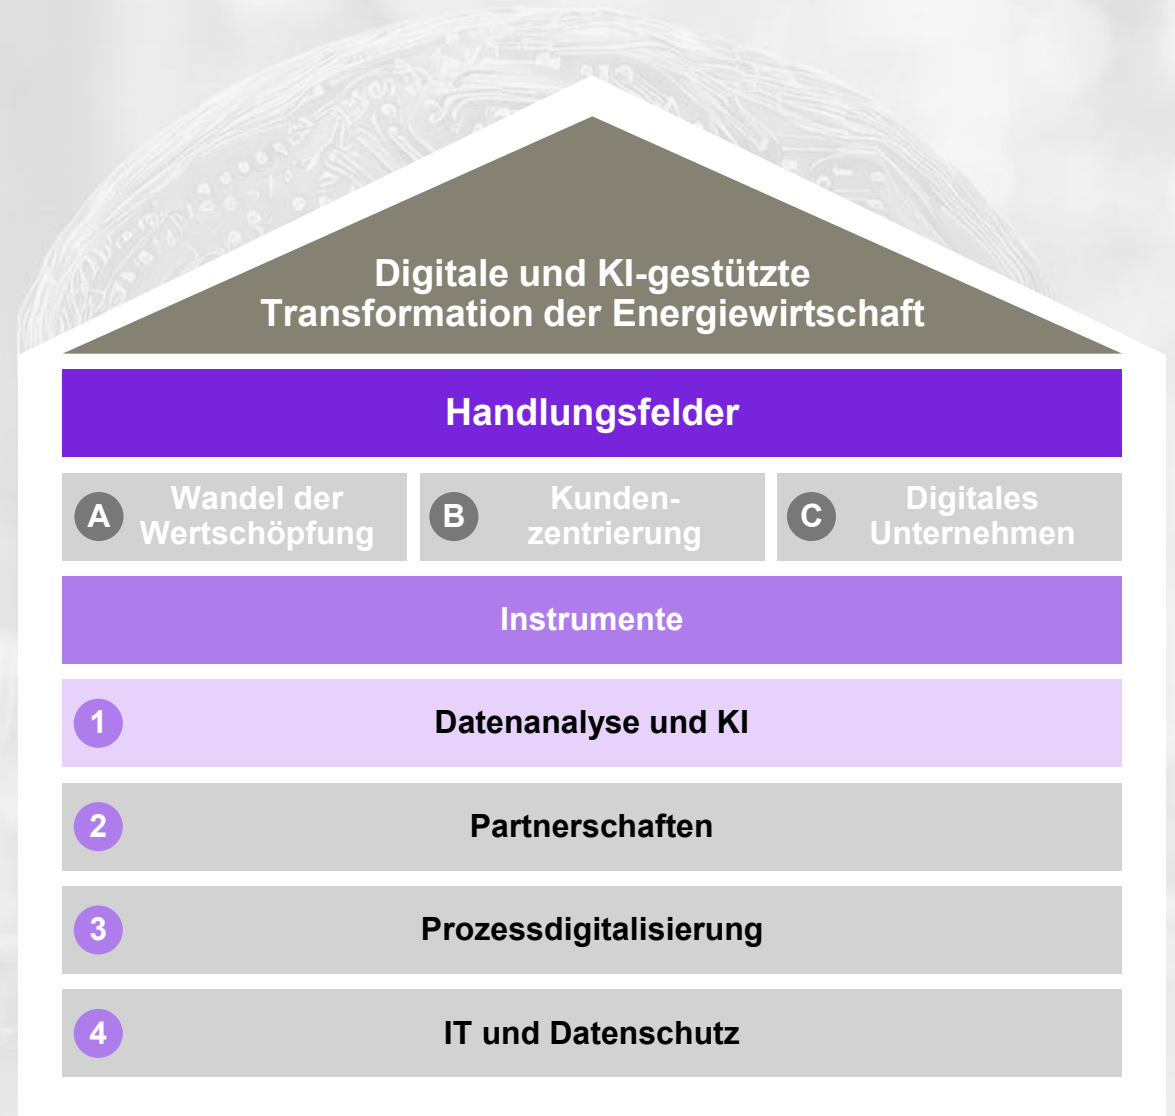 Digitale und KI-gestützte
Transformation der Energiewirtschaft
Handlungsfelder
A
Wandel der
Wertschöpfung
B
Kunden-
zentrierung
C
Digitales
Unternehmen
Instrumente
1 Datenanalyse und KI
2 Partnerschaften
3 Prozessdigitalisierung
4 IT und Datenschutz